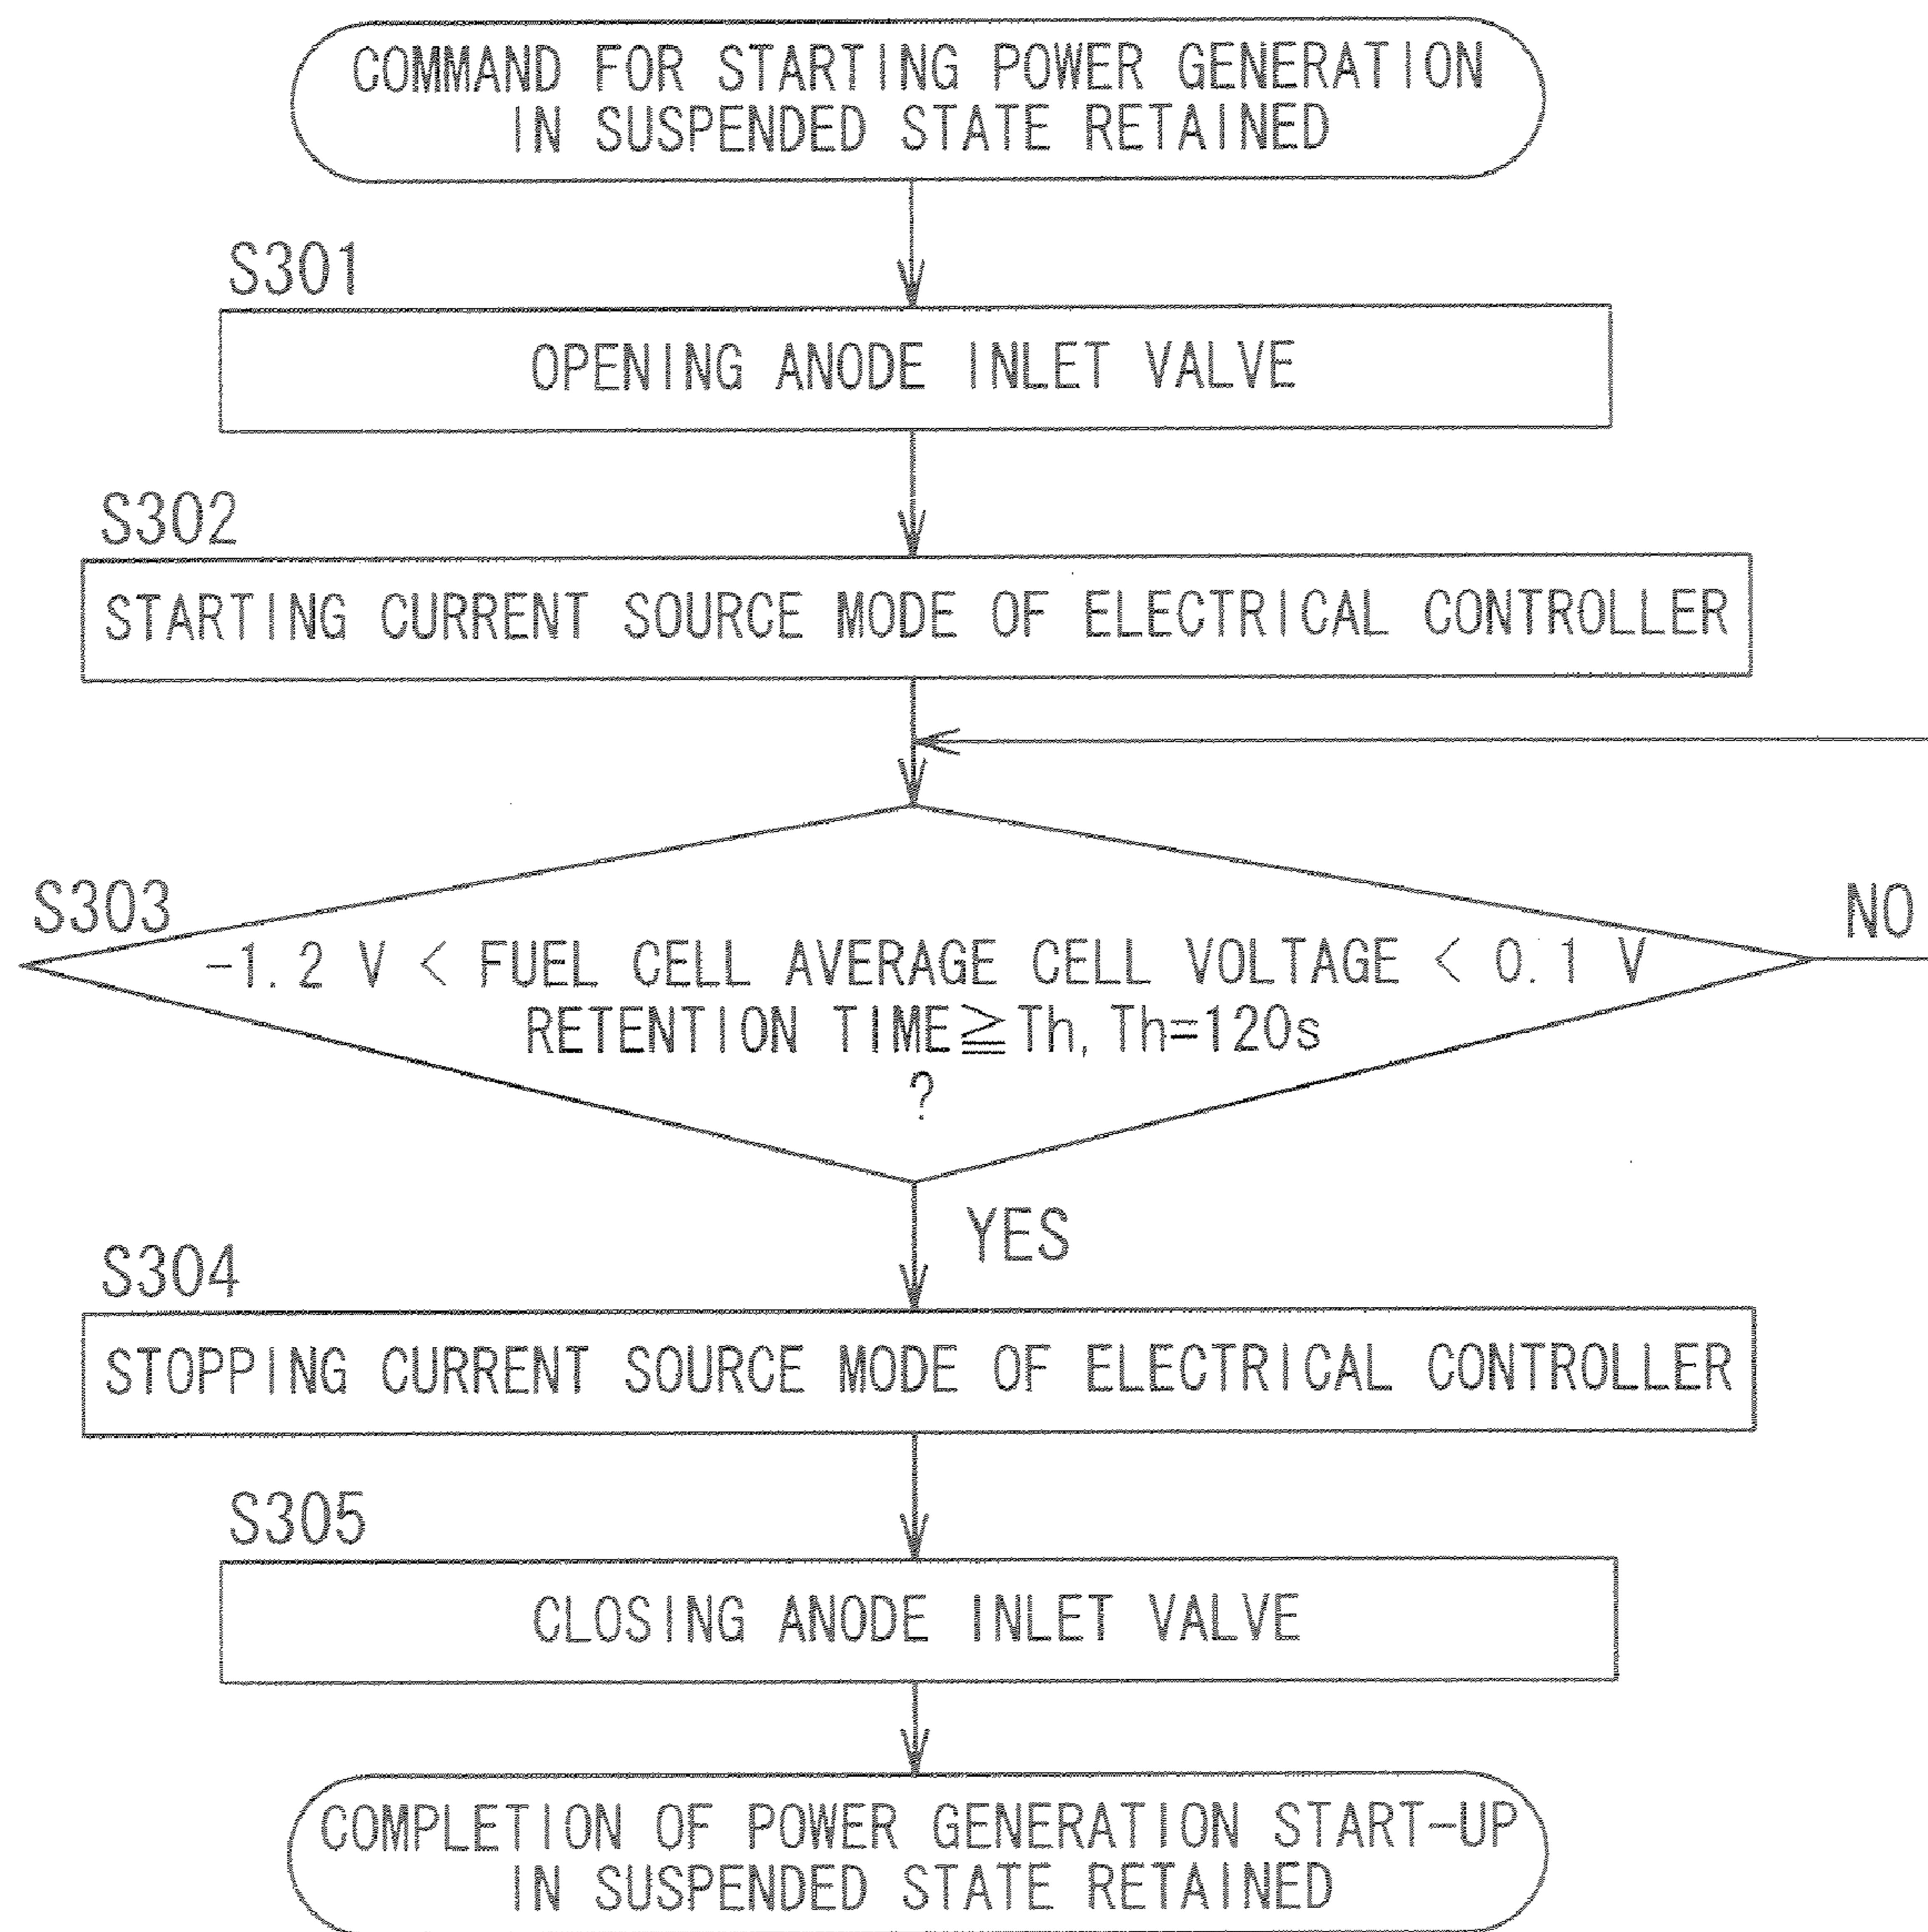 COMMAND FOR STARTING POWER GENERATION
IN SUSPENDED STATE RETAINED
S301
OPENING ANODE INLET VALVE
S302
STARTING CURRENT SOURCE MODE OF ELECTRICAL CONTROLLER
S303
NO
-1.2 V < FUEL CELL AVERAGE CELL VOLTAGE < 0.1 V
RETENTION TIME≧Th, Th=120s
?
YES
S304
STOPPING CURRENT SOURCE MODE OF ELECTRICAL CONTROLLER
S305
CLOSING ANODE INLET VALVE
COMPLETION OF POWER GENERATION START-UP
IN SUSPENDED STATE RETAINED